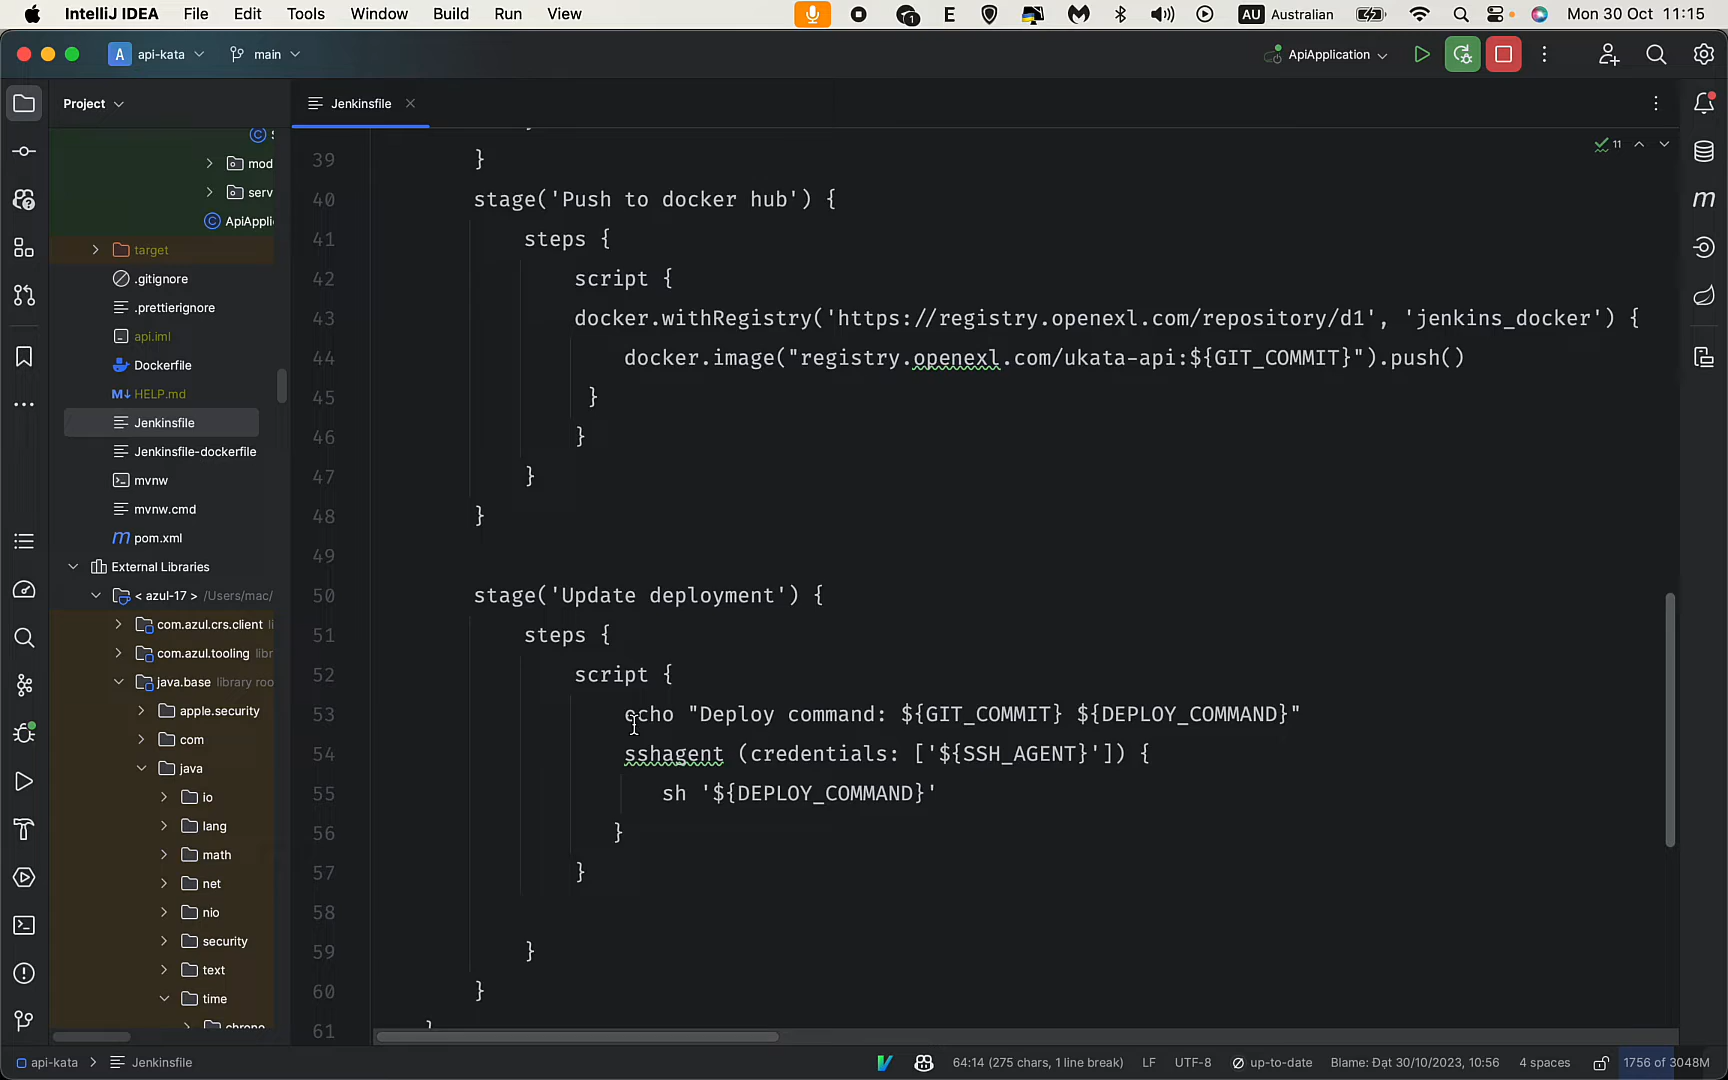 IntelliJ IDEA File Edit Tools Window Build Run View
1 E AU Australian Mon 30 Oct 11:15
A api-kata main ApiApplication
Project
Jenkinsfile
mod
serv
ApiAppli
target
.gitignore
.prettierignore
api.iml
Dockerfile
M↓ HELP.md
Jenkinsfile
Jenkinsfile-dockerfile
mvnw
mvnw.cmd
m pom.xml
External Libraries
< azul-17 > /Users/mac/
com.azul.crs.client li
com.azul.tooling libr
java.base library roo
apple.security
com
java
io
lang
math
net
nio
security
text
time
chrono
11
39 }
40 stage('Push to docker hub') {
41 steps {
42 script {
43 docker.withRegistry('https://registry.openexl.com/repository/d1', 'jenkins_docker') {
44 docker.image("registry.openexl.com/ukata-api:${GIT_COMMIT}").push()
45 }
46 }
47 }
48 }
49
50 stage('Update deployment') {
51 steps {
52 script {
53 echo "Deploy command: ${GIT_COMMIT} ${DEPLOY_COMMAND}"
54 sshagent (credentials: ['${SSH_AGENT}']) {
55 sh '${DEPLOY_COMMAND}'
56 }
57 }
58
59 }
60 }
61 }
api-kata Jenkinsfile 64:14 (275 chars, 1 line break) LF UTF-8 up-to-date Blame: Đạt 30/10/2023, 10:56 4 spaces 1756 of 3048M